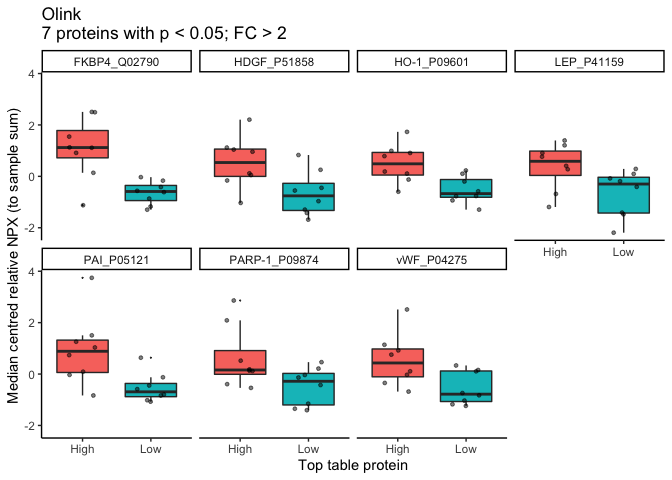 Olink
7 proteins with p < 0.05; FC > 2
FKBP4_Q02790
HDGF_P51858
HO-1_P09601
LEP_P41159
4
2
0
-2
High
Low
PAI_P05121
PARP-1_P09874
vWF_P04275
4
2
0
-2
High
Low
High
Low
High
Low
Top table protein
Median centred relative NPX (to sample sum)